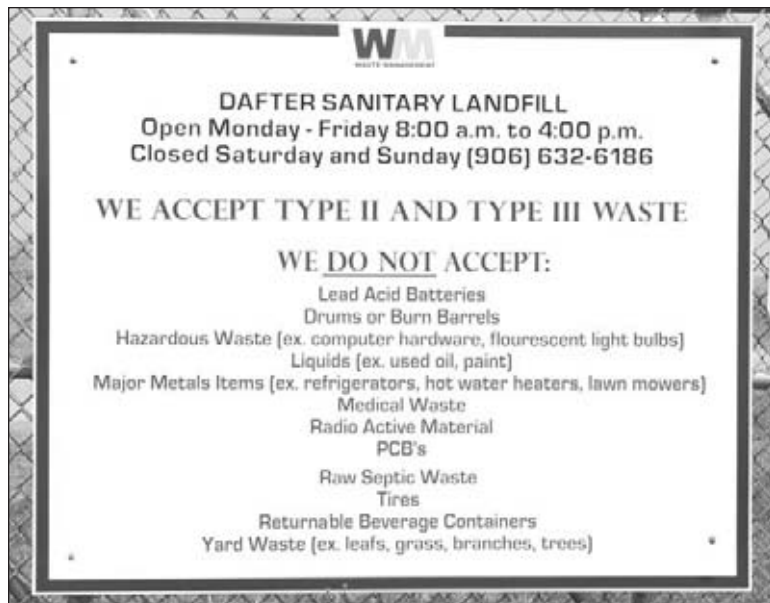 WM
WASTE MANAGEMENT
DAFTER SANITARY LANDFILL
Open Monday - Friday 8:00 a.m. to 4:00 p.m.
Closed Saturday and Sunday (906) 632-6186
WE ACCEPT TYPE II AND TYPE III WASTE
WE DO NOT ACCEPT:
Lead Acid Batteries
Drums or Burn Barrels
Hazardous Waste (ex. computer hardware, flourescent light bulbs)
Liquids (ex. used oil, paint)
Major Metals Items (ex. refrigerators, hot water heaters, lawn mowers)
Medical Waste
Radio Active Material
PCB's
Raw Septic Waste
Tires
Returnable Beverage Containers
Yard Waste (ex. leafs, grass, branches, trees)